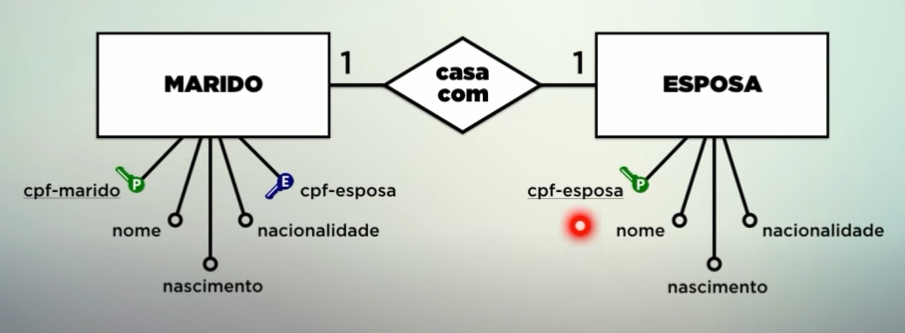 MARIDO
1
casa
com
1
ESPOSA
cpf-marido
P
E
cpf-esposa
nome
nacionalidade
nascimento
cpf-esposa
P
nome
nacionalidade
nascimento